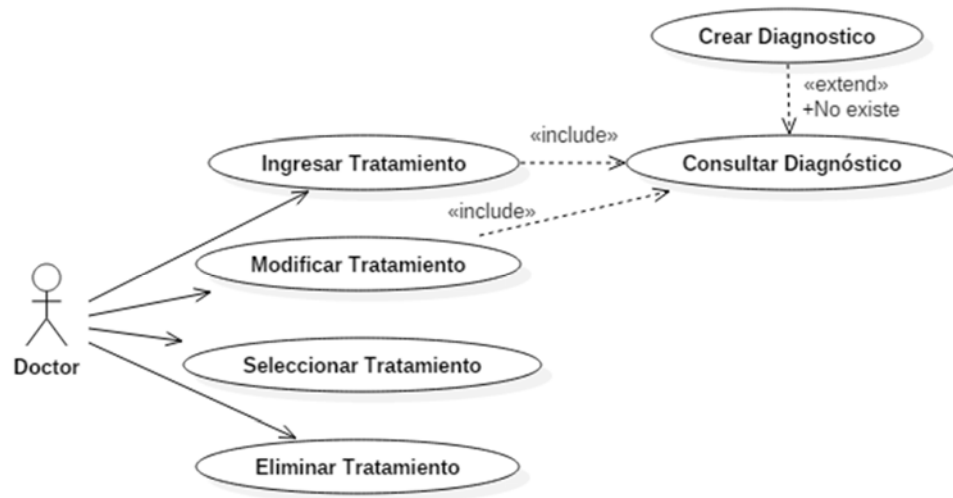 Crear Diagnostico
«extend»
+No existe
«include»
Ingresar Tratamiento
Consultar Diagnóstico
«include»
Modificar Tratamiento
Doctor
Seleccionar Tratamiento
Eliminar Tratamiento